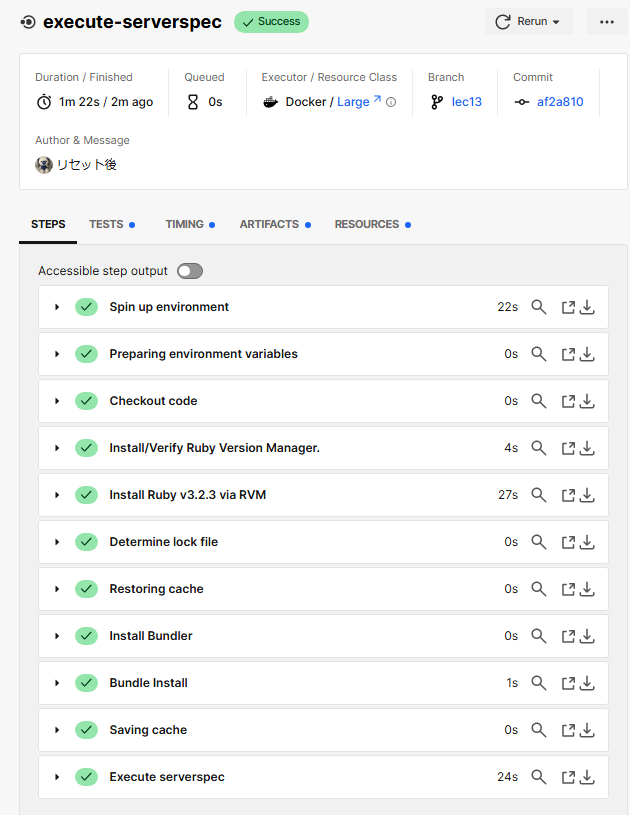 execute-serverspec Success Rerun
Duration / Finished Queued Executor / Resource Class Branch Commit
1m 22s / 2m ago 0s Docker / Large lec13 af2a810
Author & Message
リセット後
STEPS TESTS TIMING ARTIFACTS RESOURCES
Accessible step output
Spin up environment 22s
Preparing environment variables 0s
Checkout code 0s
Install/Verify Ruby Version Manager. 4s
Install Ruby v3.2.3 via RVM 27s
Determine lock file 0s
Restoring cache 0s
Install Bundler 0s
Bundle Install 1s
Saving cache 0s
Execute serverspec 24s